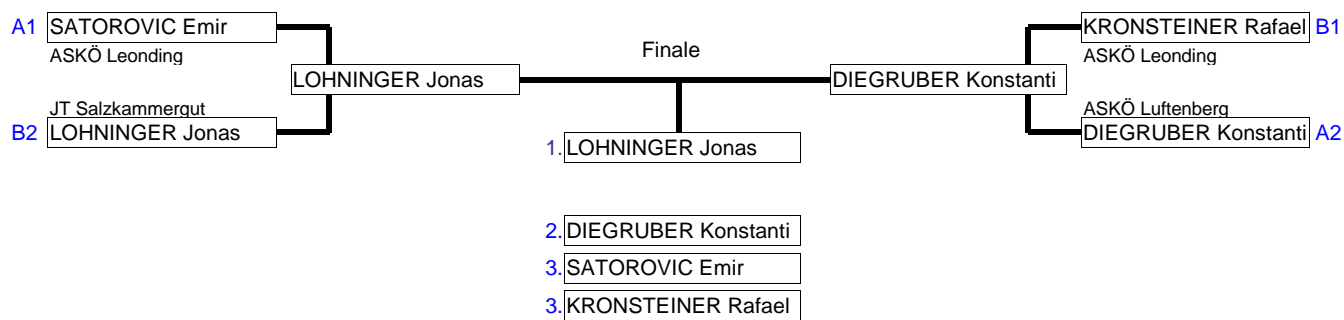 A1 SATOROVIC Emir
ASKÖ Leonding
JT Salzkammergut
B2 LOHNINGER Jonas
LOHNINGER Jonas
Finale
DIEGRUBER Konstanti
KRONSTEINER Rafael B1
ASKÖ Leonding
ASKÖ Luftenberg
DIEGRUBER Konstanti A2
1. LOHNINGER Jonas
2. DIEGRUBER Konstanti
3. SATOROVIC Emir
3. KRONSTEINER Rafael